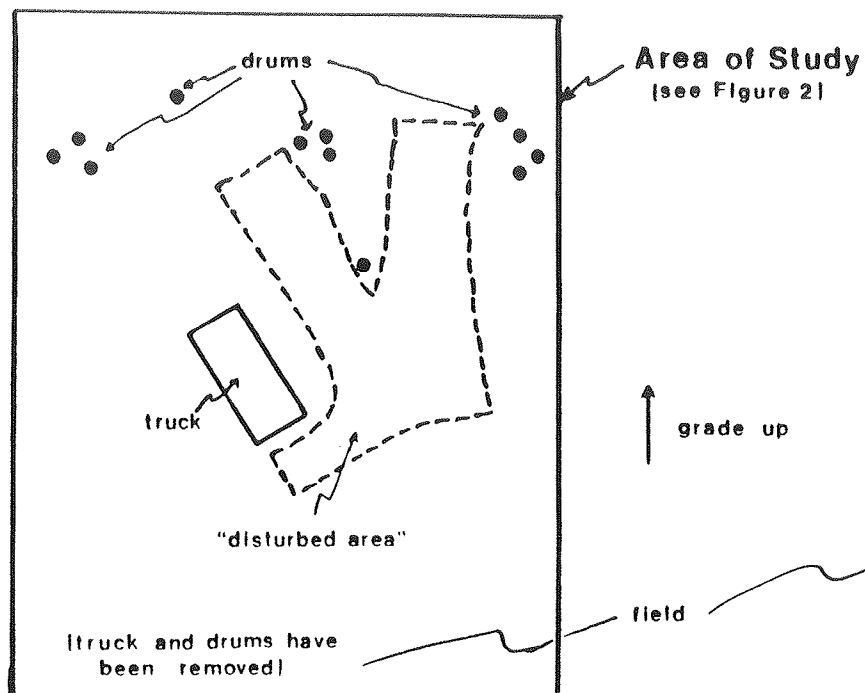 drums
Area of Study
(see Figure 2)
truck
grade up
"disturbed area"
field
(truck and drums have
been removed)